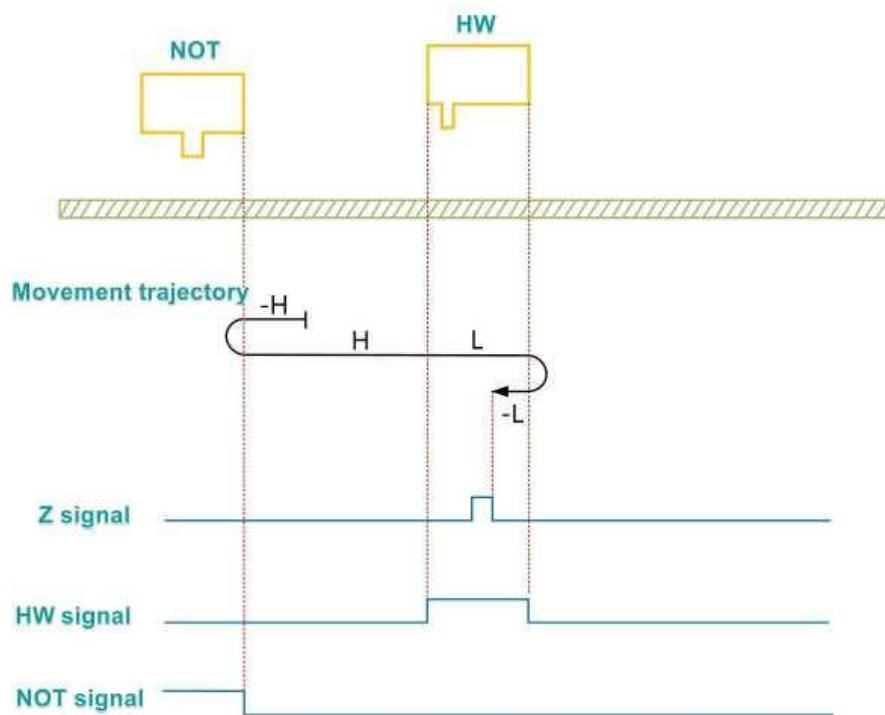 NOT
HW
Movement trajectory
-H
H
L
-L
Z signal
HW signal
NOT signal